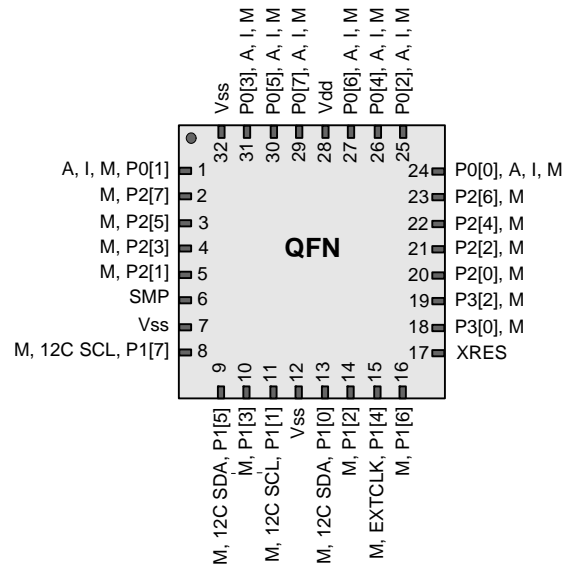 Vss
P0[3], A, I, M
P0[5], A, I, M
P0[7], A, I, M
Vdd
P0[6], A, I, M
P0[4], A, I, M
P0[2], A, I, M
32
31
30
29
28
27
26
25
A, I, M, P0[1] 1
M, P2[7] 2
M, P2[5] 3
M, P2[3] 4
M, P2[1] 5
SMP 6
Vss 7
M, 12C SCL, P1[7] 8
QFN
24 P0[0], A, I, M
23 P2[6], M
22 P2[4], M
21 P2[2], M
20 P2[0], M
19 P3[2], M
18 P3[0], M
17 XRES
9
10
11
12
13
14
15
16
M, 12C SDA, P1[5]
M, P1[3]
M, 12C SCL, P1[1]
Vss
M, 12C SDA, P1[0]
M, P1[2]
M, EXTCLK, P1[4]
M, P1[6]